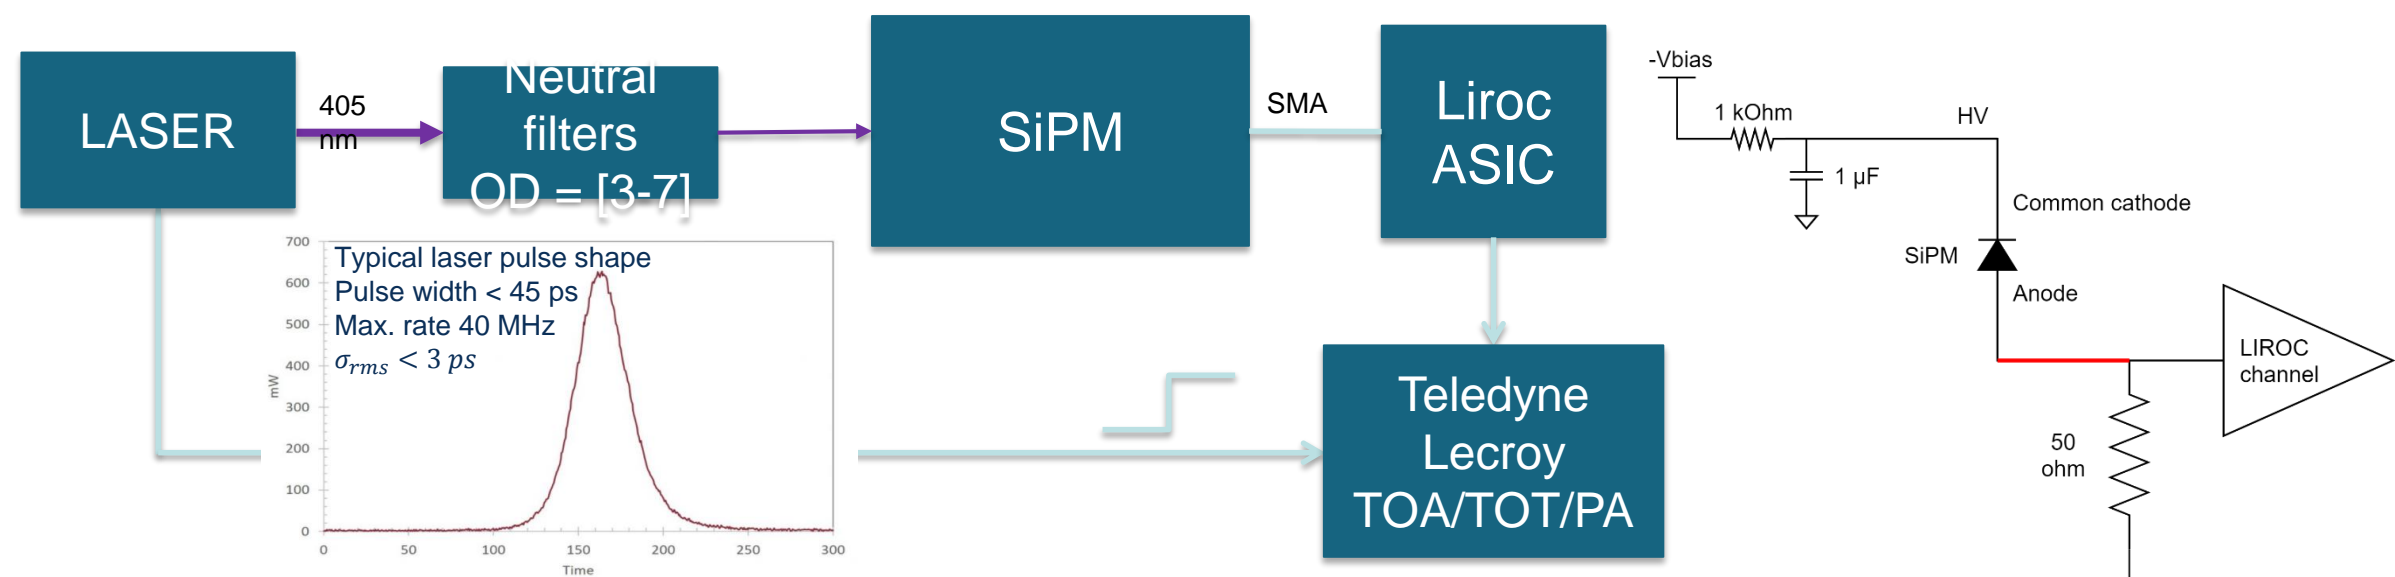 LASER
405
nm
Neutral
filters
OD = [3-7]
SiPM
SMA
Liroc
ASIC
Typical laser pulse shape
Pulse width < 45 ps
Max. rate 40 MHz
σrms < 3 ps
700
600
500
400
300
200
100
0
mW
0
50
100
150
200
250
300
Time
Teledyne
Lecroy
TOA/TOT/PA
-Vbias
1 kOhm
HV
1 µF
Common cathode
SiPM
Anode
LIROC
channel
50
ohm